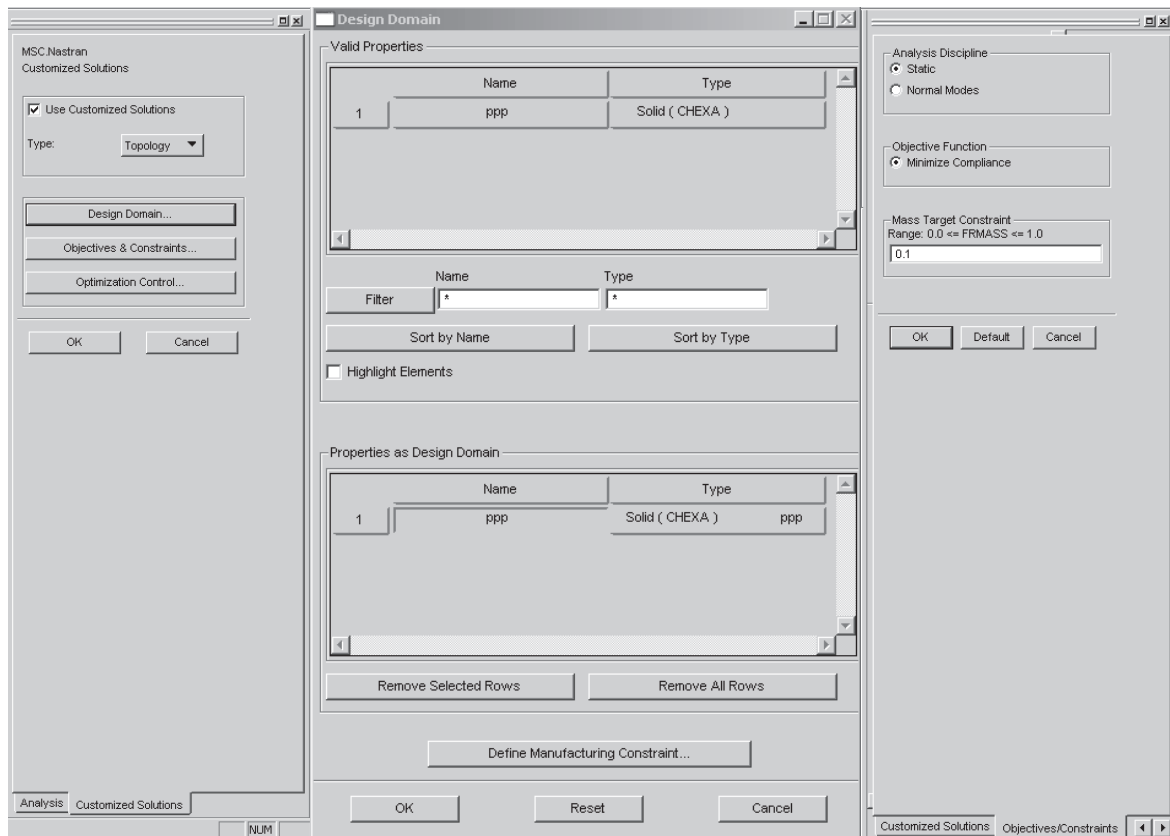 MSC.Nastran
Customized Solutions
Use Customized Solutions
Type: Topology
Design Domain...
Objectives & Constraints...
Optimization Control...
OK Cancel
Analysis Customized Solutions
NUM
Design Domain
Valid Properties
Name Type
1 ppp Solid ( CHEXA )
Name Type
Filter * *
Sort by Name Sort by Type
Highlight Elements
Properties as Design Domain
Name Type
1 ppp Solid ( CHEXA ) ppp
Remove Selected Rows Remove All Rows
Define Manufacturing Constraint...
OK Reset Cancel
Analysis Discipline
Static
Normal Modes
Objective Function
Minimize Compliance
Mass Target Constraint
Range: 0.0 <= FRMASS <= 1.0
0.1
OK Default Cancel
Customized Solutions Objectives/Constraints